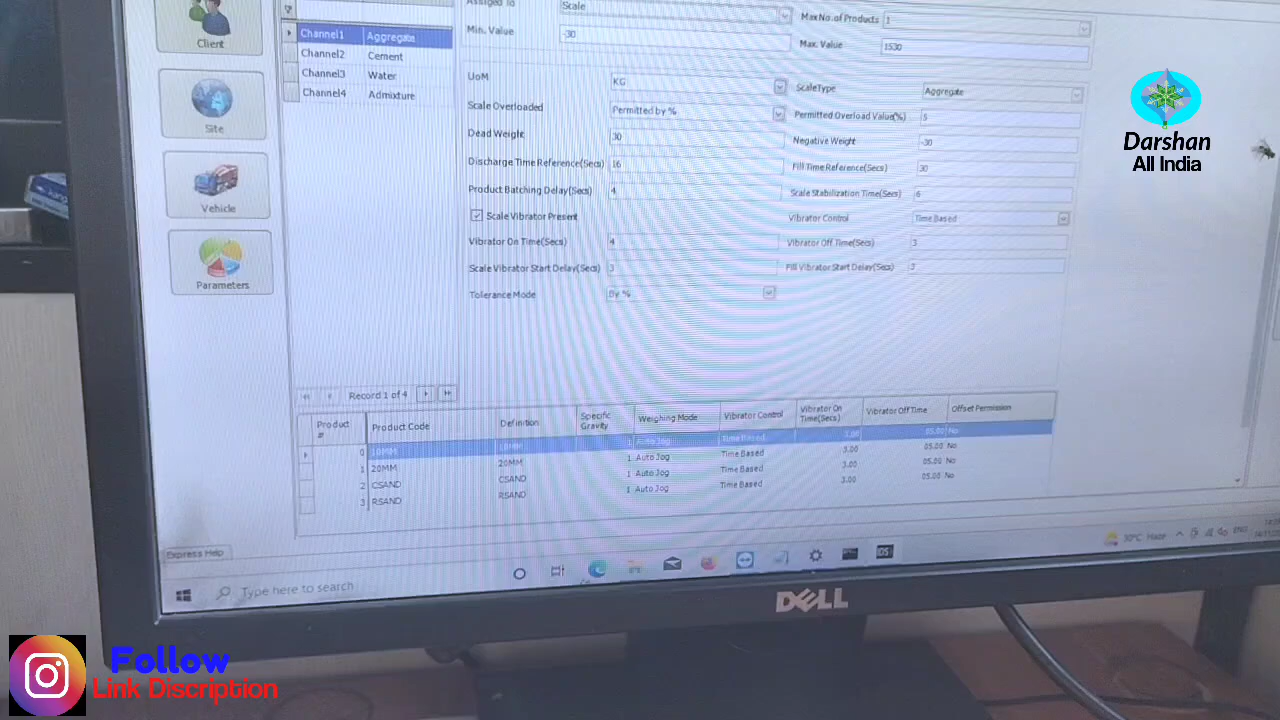 Client
Site
Vehicle
Parameters
Channel1 Aggregate
Channel2 Cement
Channel3 Water
Channel4 Admixture
Assigned To Scale Max No. of Products 1
Min. Value -30 Max. Value 1530
UoM KG ScaleType Aggregate
Scale Overloaded Permitted by % Permitted Overload Value(%) 5
Dead Weight 30 Negative Weight -30
Discharge Time Reference(Secs) 16 Fill Time Reference(Secs) 30
Product Batching Delay(Secs) 4 Scale Stabilization Time(Secs) 6
Scale Vibrator Present Vibrator Control Time Based
Vibrator On Time(Secs) 4 Vibrator Off Time(Secs) 3
Scale Vibrator Start Delay(Secs) 3 Fill Vibrator Start Delay(Secs) 3
Tolerance Mode By %
Record 1 of 4
Product # Product Code Definition Specific Gravity Weighing Mode Vibrator Control Vibrator On Time(Secs) Vibrator Off Time Offset Permission
0 10MM 10MM 1 Auto Jog Time Based 3.00 05.00 No
1 20MM 20MM 1 Auto Jog Time Based 3.00 05.00 No
2 CSAND CSAND 1 Auto Jog Time Based 3.00 05.00 No
3 RSAND RSAND 1 Auto Jog Time Based 3.00 05.00 No
Express Help
Type here to search
30°C Haze
ENG
DELL
Darshan
All India
Follow
Link Discription